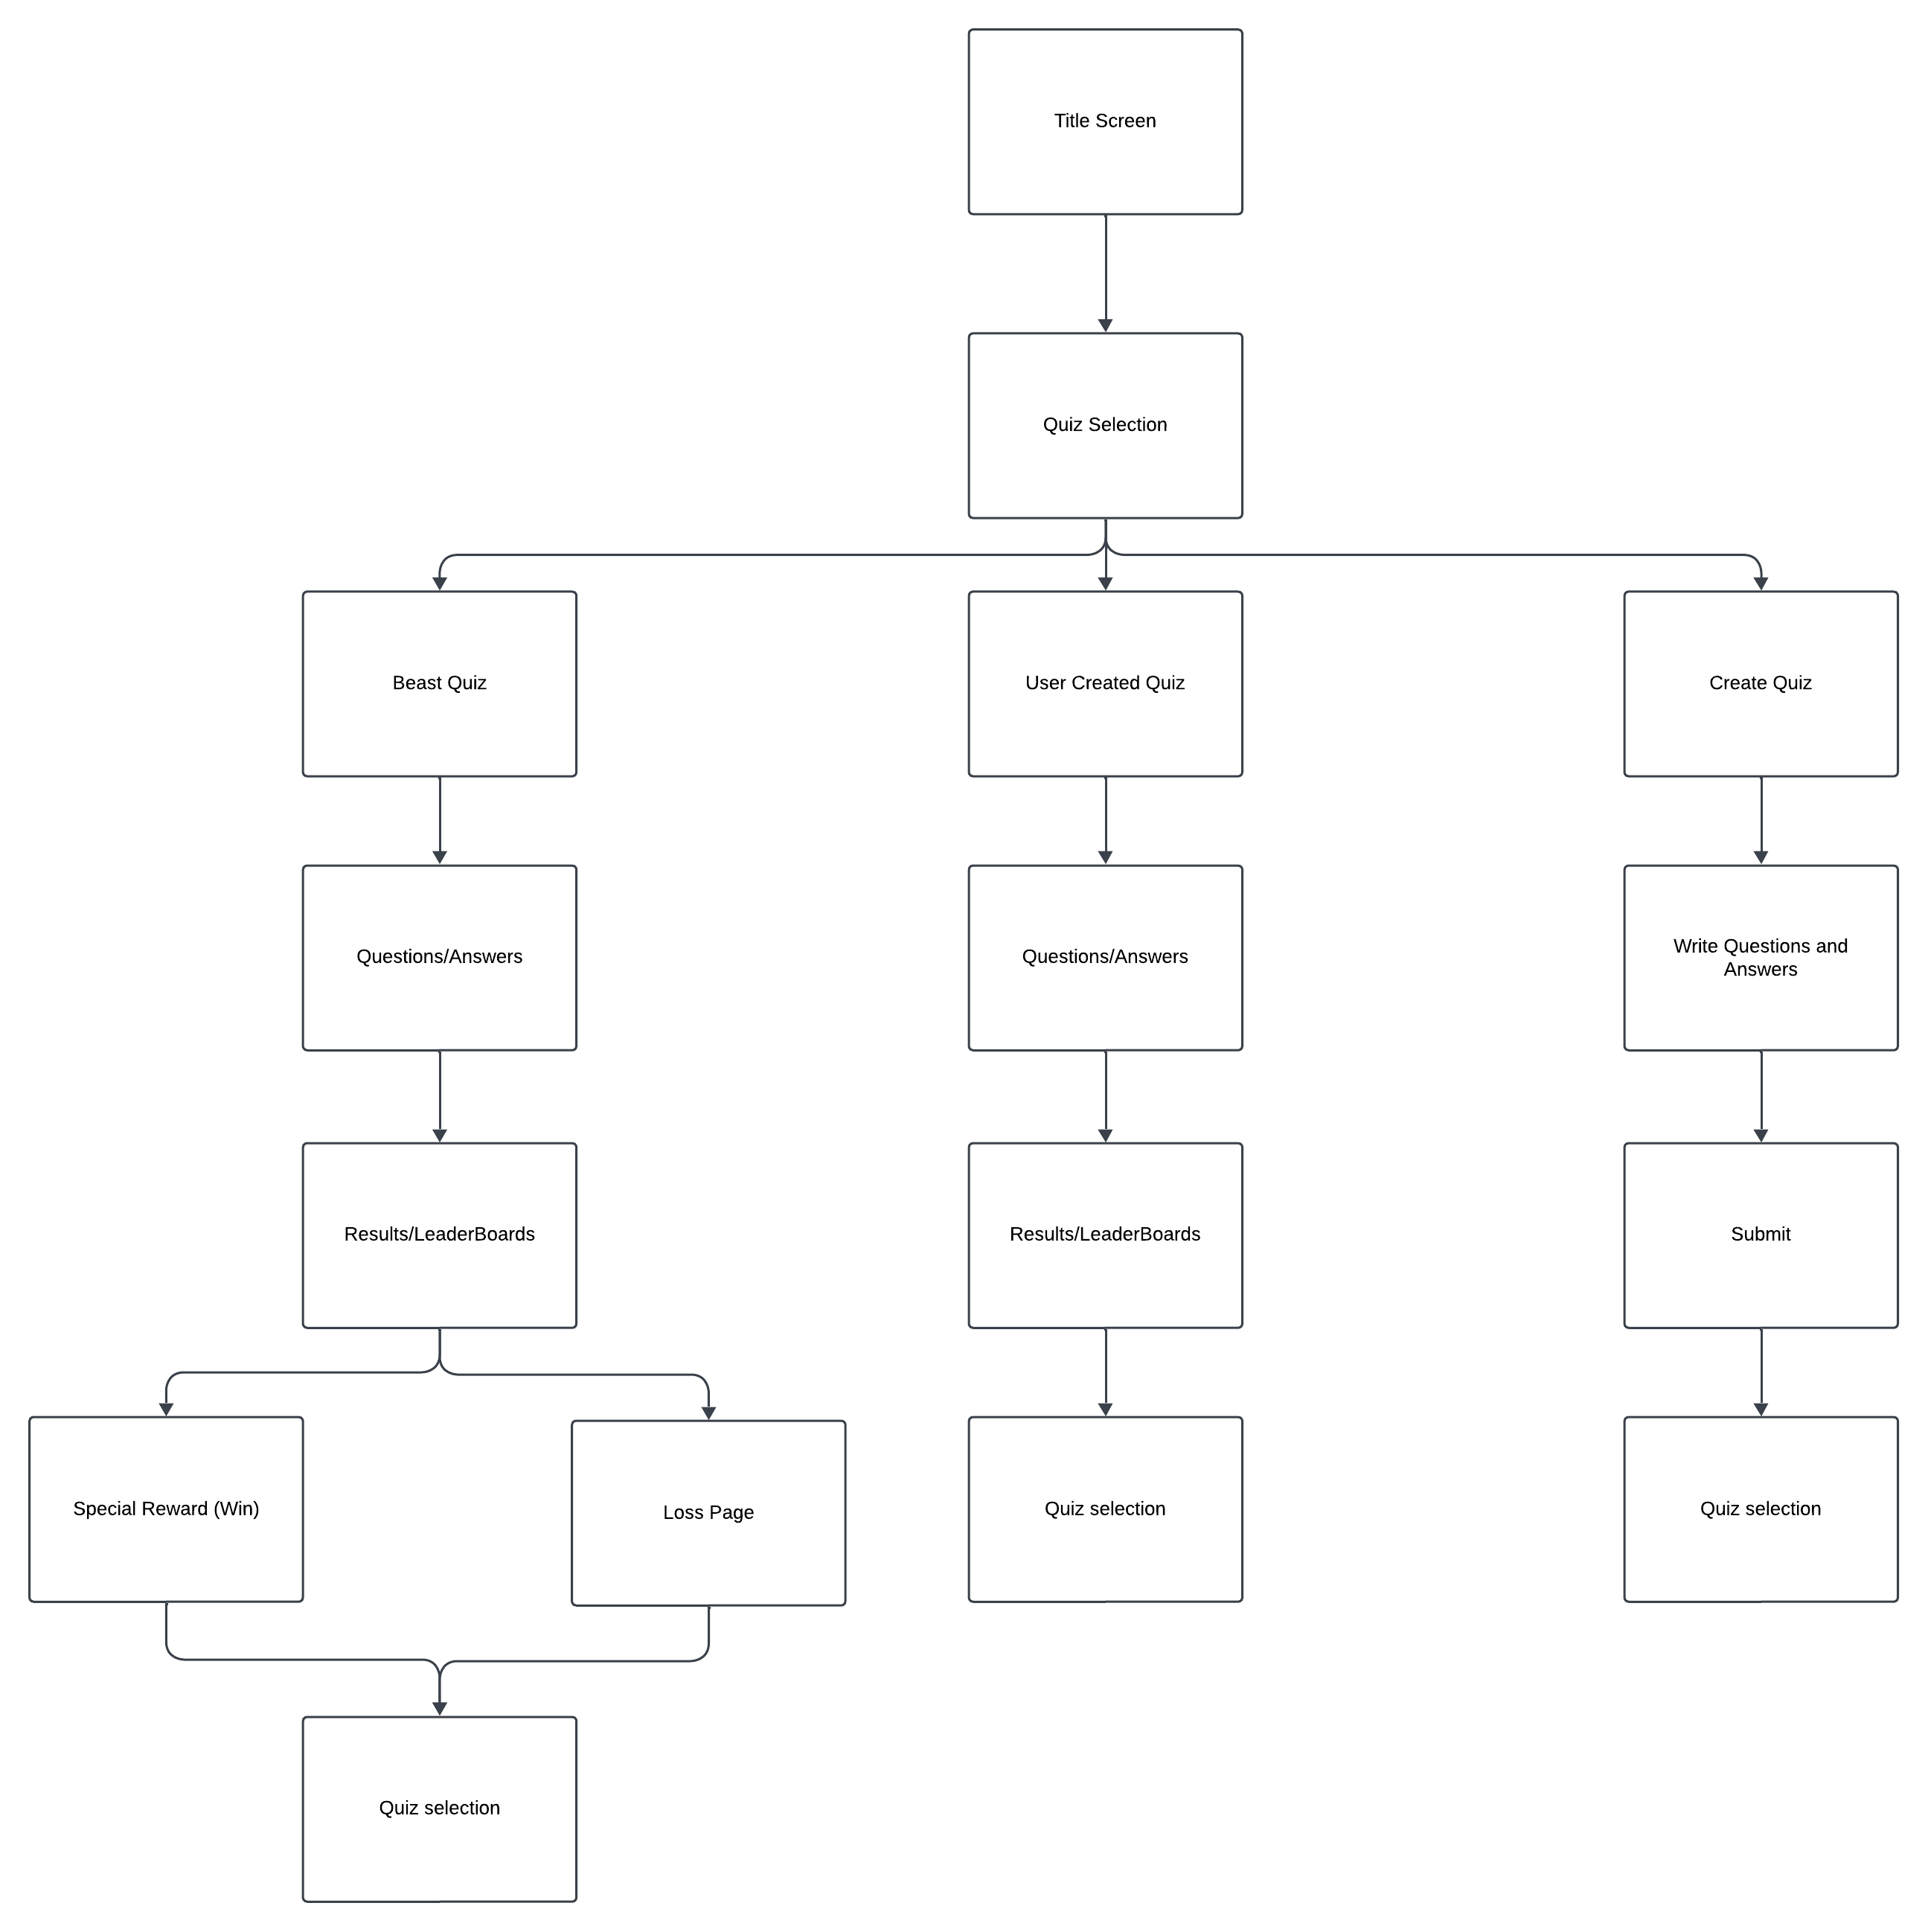 Title Screen
Quiz Selection
Beast Quiz
User Created Quiz
Create Quiz
Questions/Answers
Questions/Answers
Write Questions and
Answers
Results/LeaderBoards
Results/LeaderBoards
Submit
Special Reward (Win)
Loss Page
Quiz selection
Quiz selection
Quiz selection